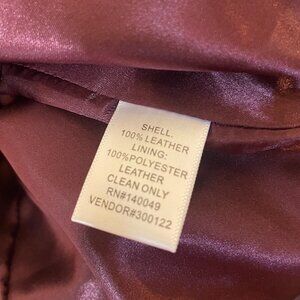 SHELL.
100% LEATHER
LINING:
100%POLYESTER
LEATHER
CLEAN ONLY
RN#140049
VENDOR#300122